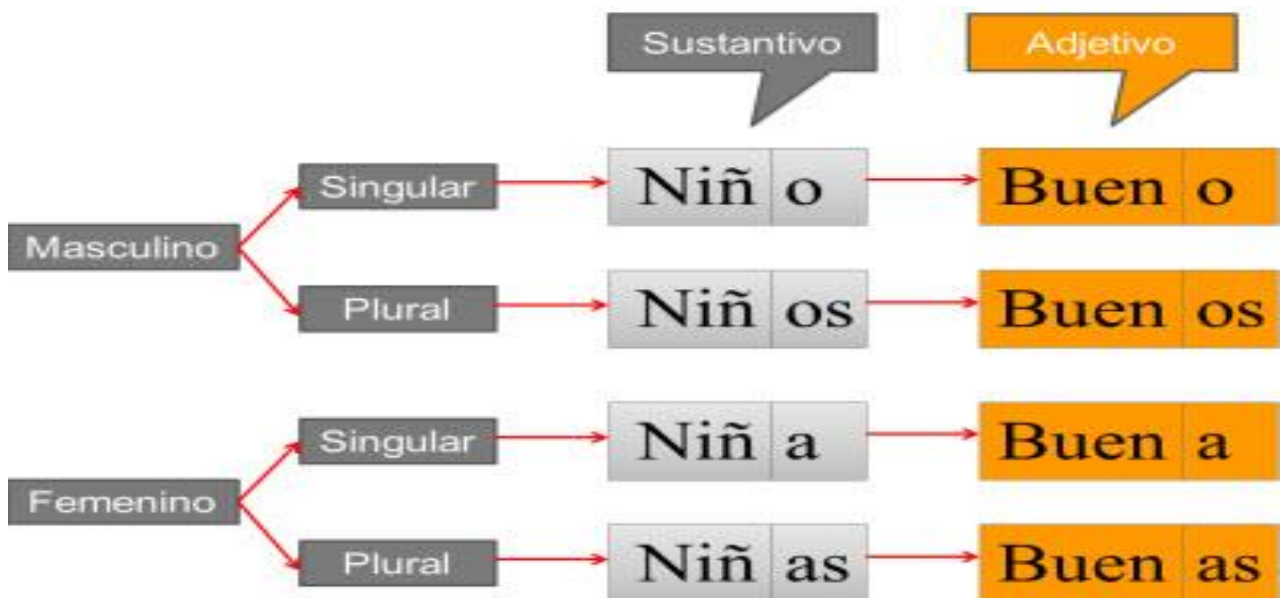 Sustantivo Adjetivo
Singular Niñ o Buen o
Masculino
Plural Niñ os Buen os
Singular Niñ a Buen a
Femenino
Plural Niñ as Buen as